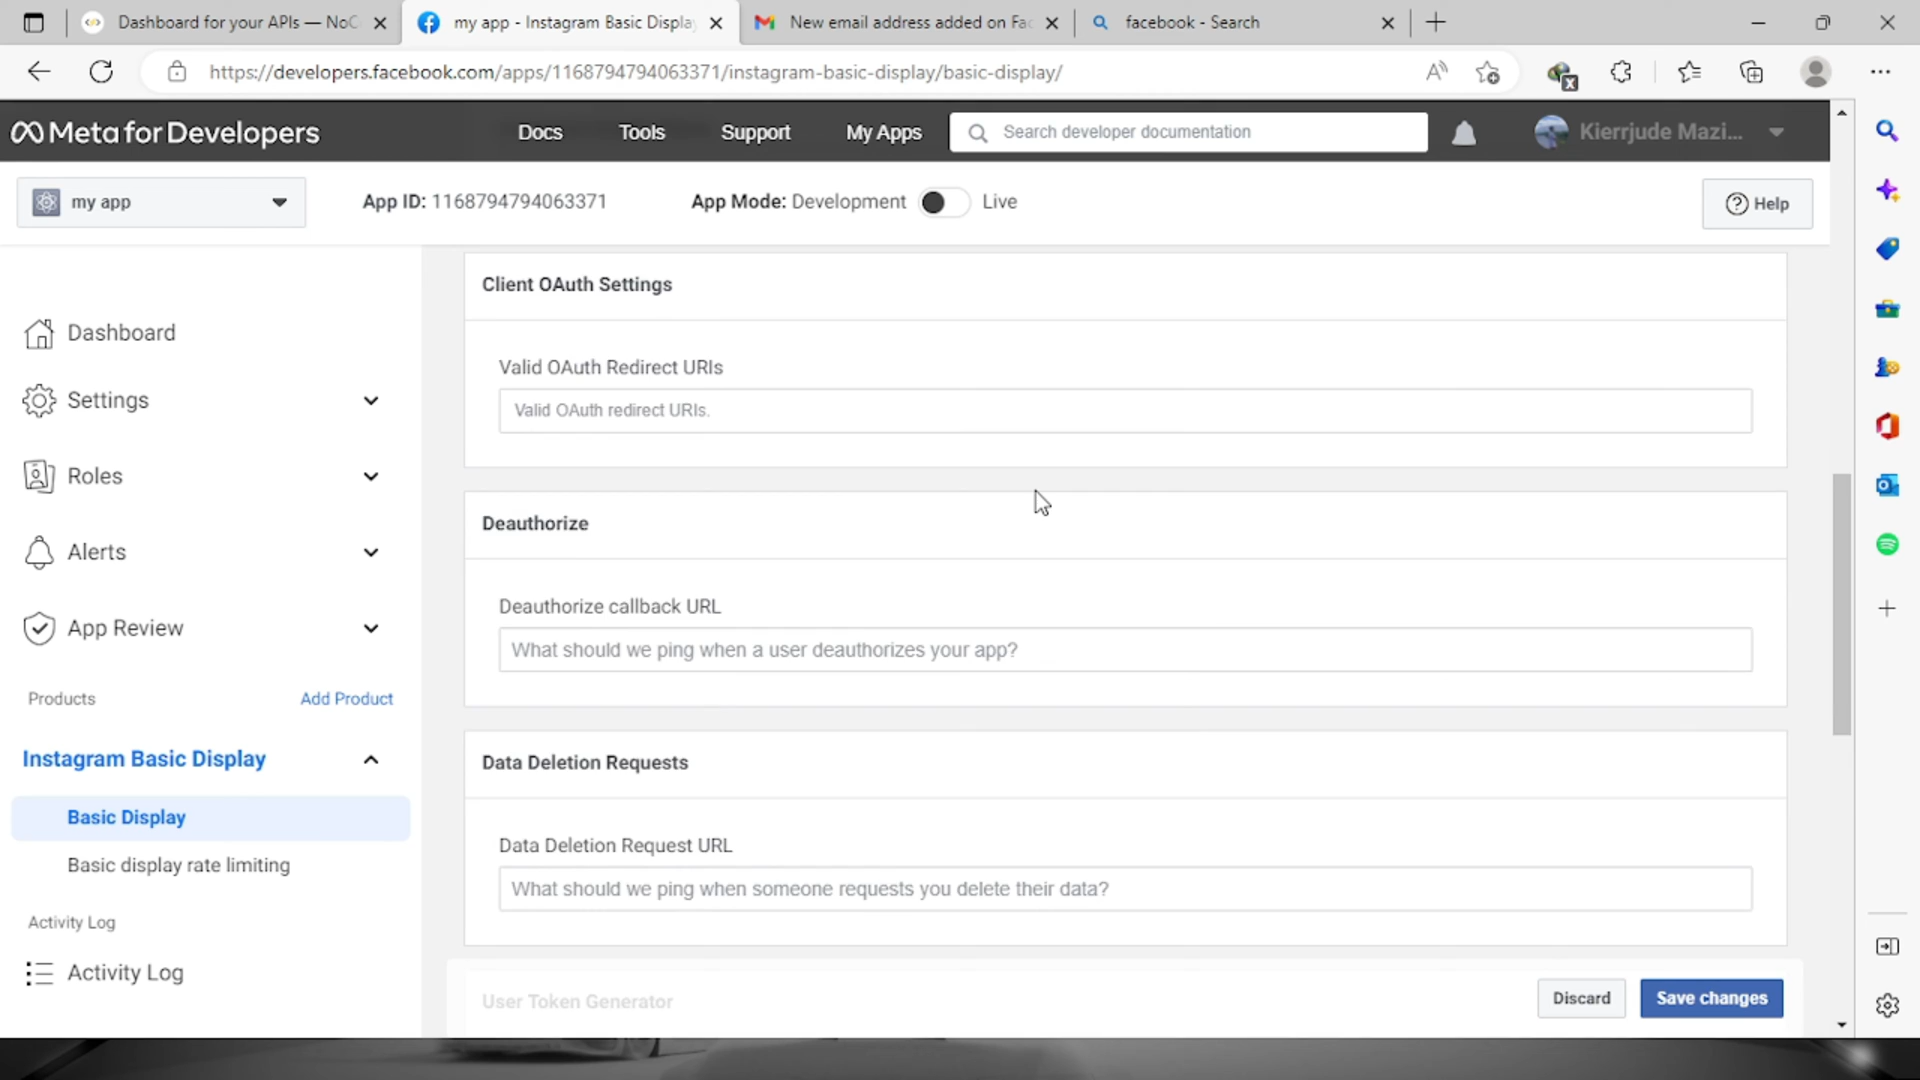 Dashboard for your APIs — NoC
my app - Instagram Basic Display
New email address added on Fac
facebook - Search
https://developers.facebook.com/apps/1168794794063371/instagram-basic-display/basic-display/
Meta for Developers
Docs
Tools
Support
My Apps
Search developer documentation
Kierrjude Mazi...
my app
App ID: 1168794794063371
App Mode: Development
Live
Help
Dashboard
Settings
Roles
Alerts
App Review
Products
Add Product
Instagram Basic Display
Basic Display
Basic display rate limiting
Activity Log
Activity Log
Client OAuth Settings
Valid OAuth Redirect URIs
Valid OAuth redirect URIs.
Deauthorize
Deauthorize callback URL
What should we ping when a user deauthorizes your app?
Data Deletion Requests
Data Deletion Request URL
What should we ping when someone requests you delete their data?
User Token Generator
Discard
Save changes